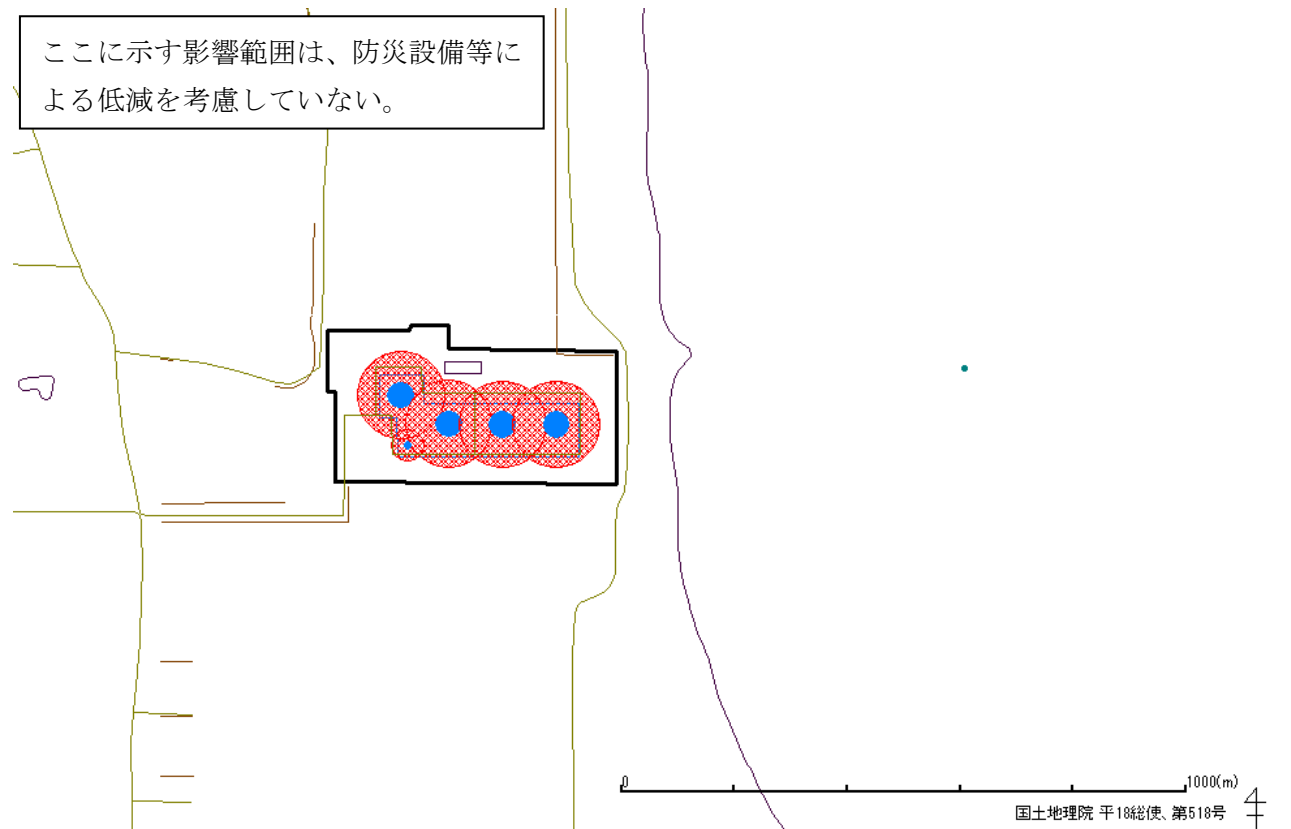 ここに示す影響範囲は、防災設備等に
よる低減を考慮していない。
0
1000(m)
国土地理院 平18総使、第518号